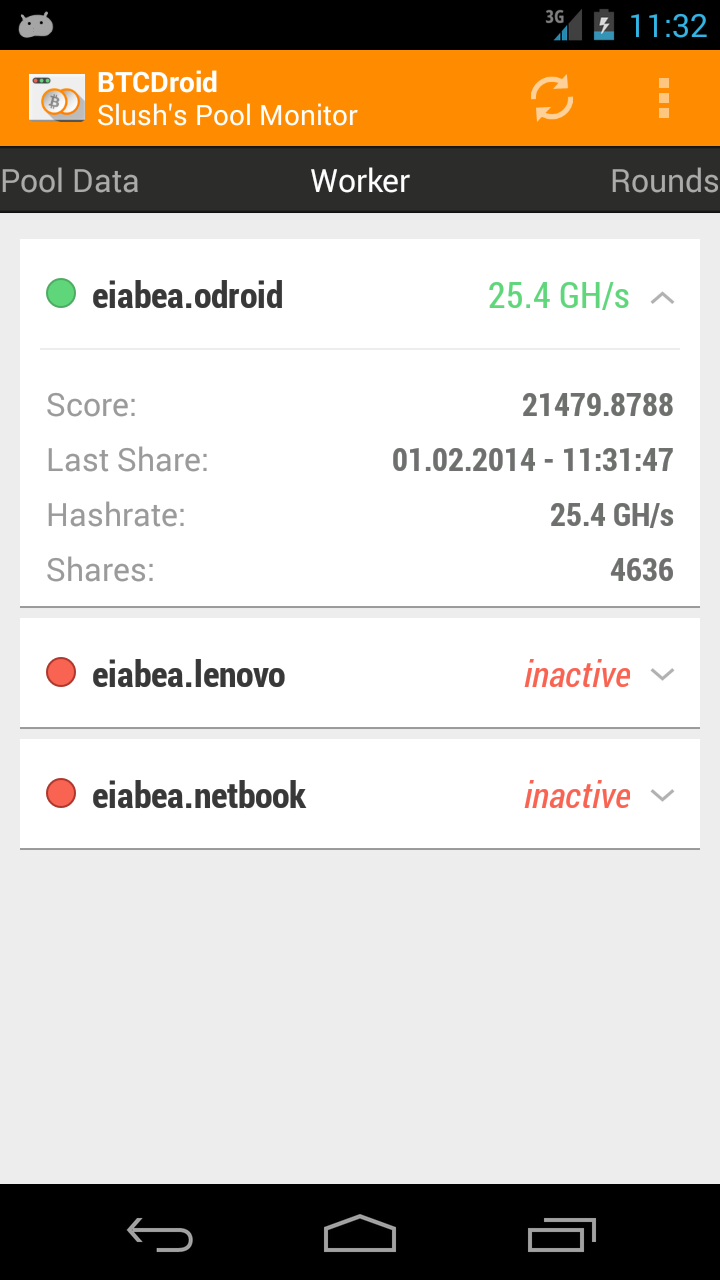 3G 11:32
BTCDroid
Slush's Pool Monitor
Pool Data Worker Rounds
eiabea.odroid 25.4 GH/s
Score: 21479.8788
Last Share: 01.02.2014 - 11:31:47
Hashrate: 25.4 GH/s
Shares: 4636
eiabea.lenovo inactive
eiabea.netbook inactive